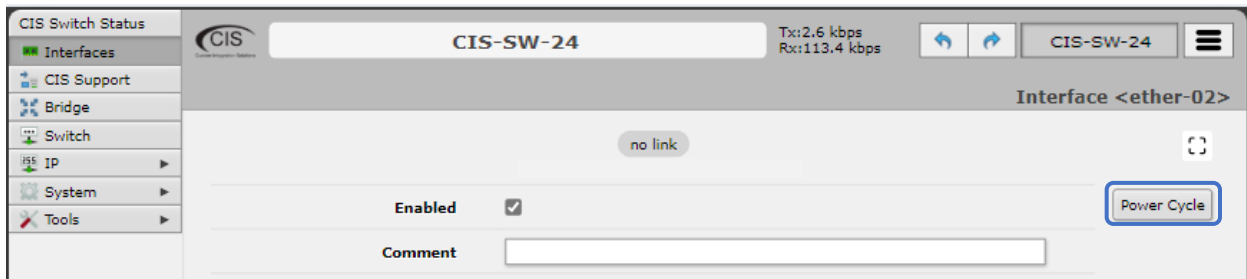 CIS Switch Status
Interfaces
CIS Support
Bridge
Switch
IP
System
Tools
CIS
CIS-SW-24
Tx:2.6 kbps
Rx:113.4 kbps
CIS-SW-24
Interface <ether-02>
no link
Enabled
Power Cycle
Comment